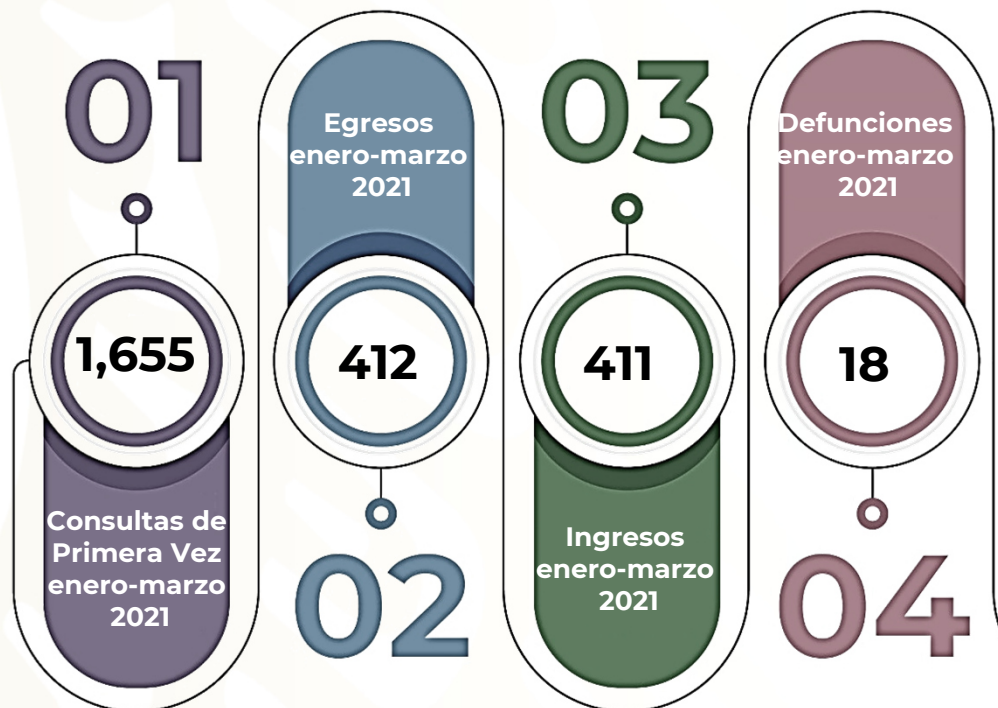 01
1,655
Consultas de
Primera Vez
enero-marzo
2021
Egresos
enero-marzo
2021
412
02
03
411
Ingresos
enero-marzo
2021
Defunciones
enero-marzo
2021
18
04